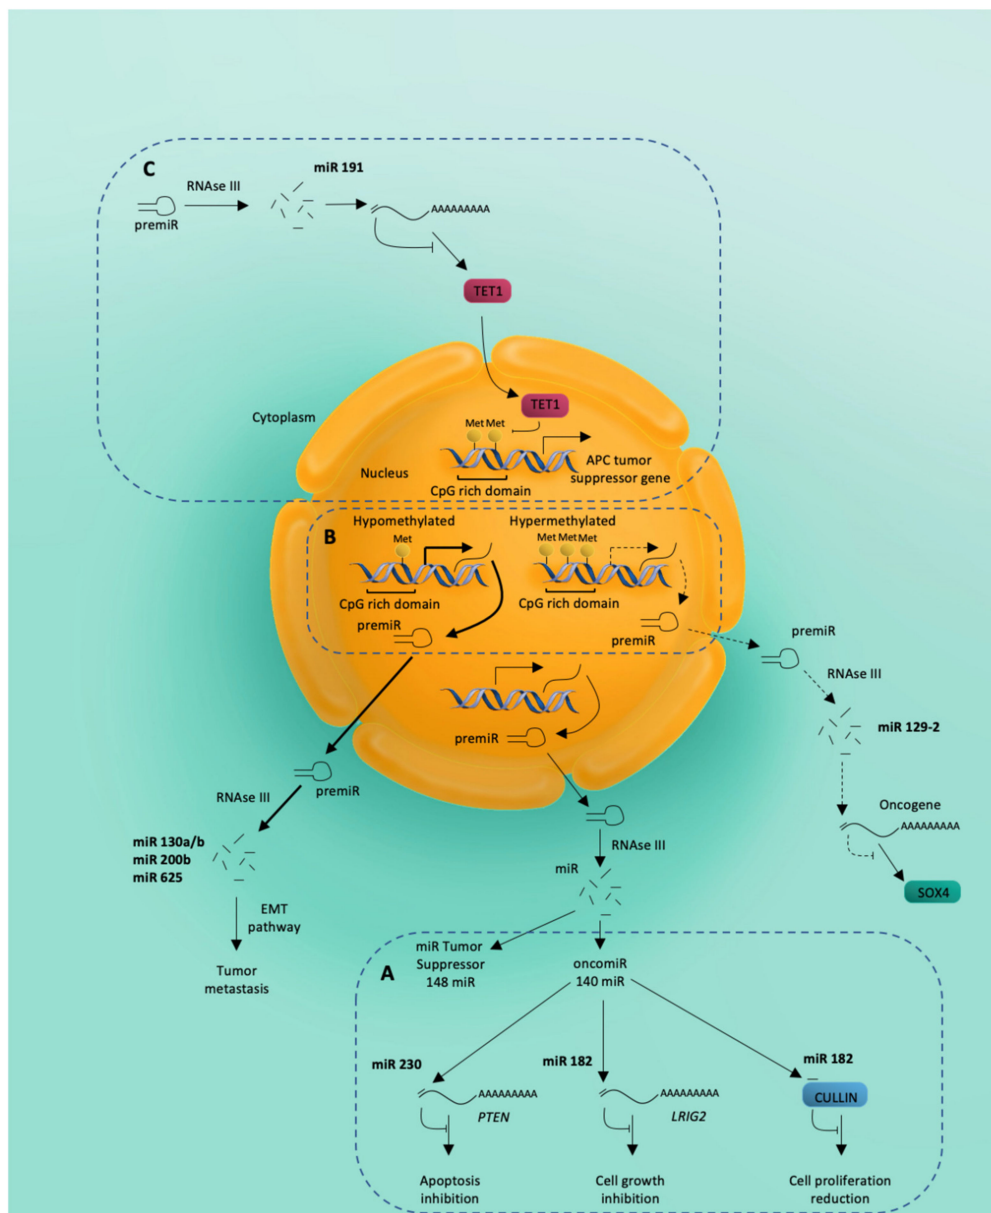 C
miR 191
RNAse III
AAAAAAAAA
premiR
TET1
Cytoplasm
TET1
Met Met
Nucleus
APC tumor
suppressor gene
CpG rich domain
B
Hypomethylated
Hypermethylated
Met
Met Met Met
CpG rich domain
CpG rich domain
premiR
premiR
premiR
RNAse III
miR 129-2
Oncogene
AAAAAAAAA
SOX4
premiR
premiR
RNAse III
miR 130a/b
miR 200b
miR 625
EMT
pathway
Tumor
metastasis
RNAse III
miR
miR Tumor
Suppressor
148 miR
A
oncomiR
140 miR
miR 230
AAAAAAAAA
PTEN
Apoptosis
inhibition
miR 182
AAAAAAAAA
LRIG2
Cell growth
inhibition
miR 182
CULLIN
Cell proliferation
reduction